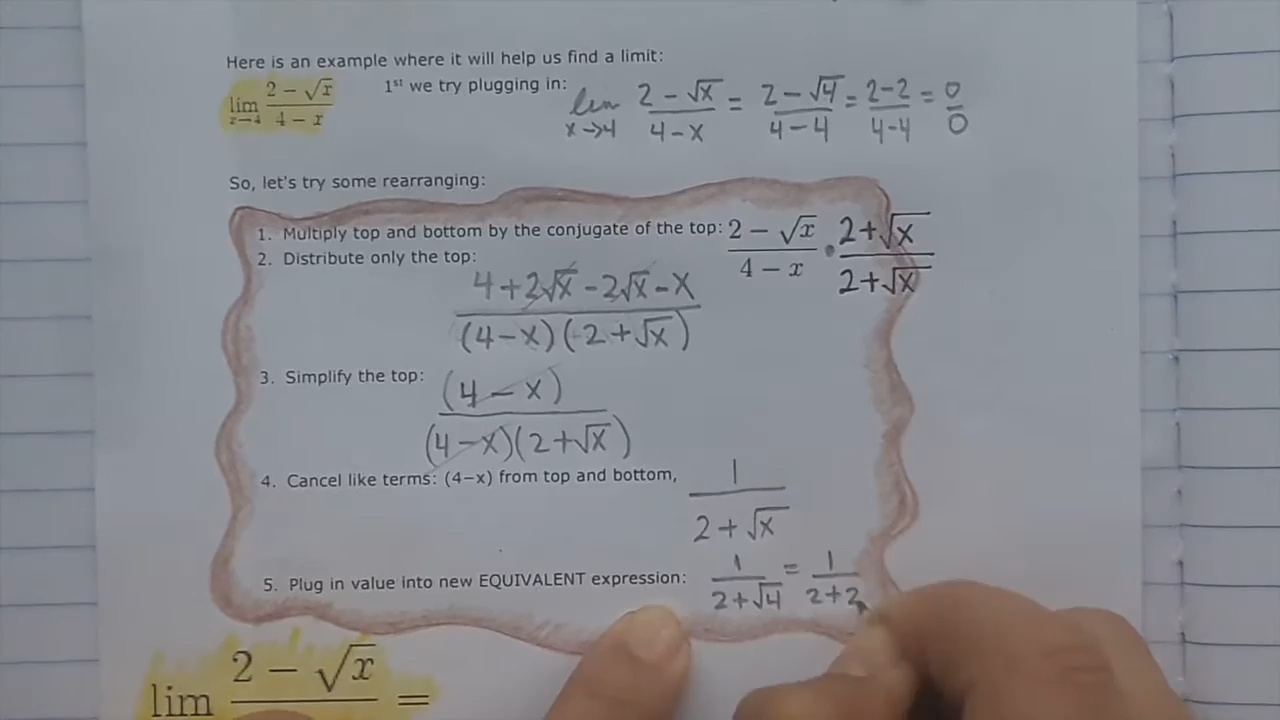 Here is an example where it will help us find a limit:
lim x→4 (2 − √x)/(4 − x) 1st we try plugging in: lim x→4 (2 − √x)/(4 − x) = (2 − √4)/(4 − 4) = (2 − 2)/(4 − 4) = 0/0
So, let's try some rearranging:
1. Multiply top and bottom by the conjugate of the top: (2 − √x)/(4 − x) · (2 + √x)/(2 + √x)
2. Distribute only the top:
(4 + 2√x − 2√x − x)/((4 − x)(2 + √x))
3. Simplify the top: (4 − x)/((4 − x)(2 + √x))
4. Cancel like terms: (4−x) from top and bottom, 1/(2 + √x)
5. Plug in value into new EQUIVALENT expression: 1/(2 + √4) = 1/(2 + 2
lim 2 − √x =